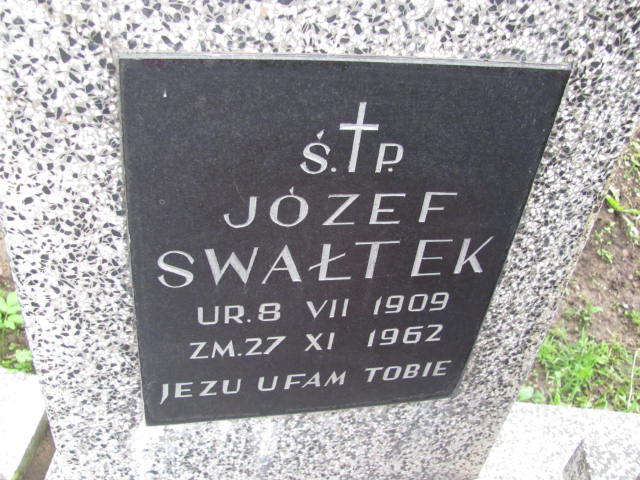 Ś.†P.
JÓZEF
SWAŁTEK
UR. 8 VII 1909
ZM. 27 XI 1962
JEZU UFAM TOBIE